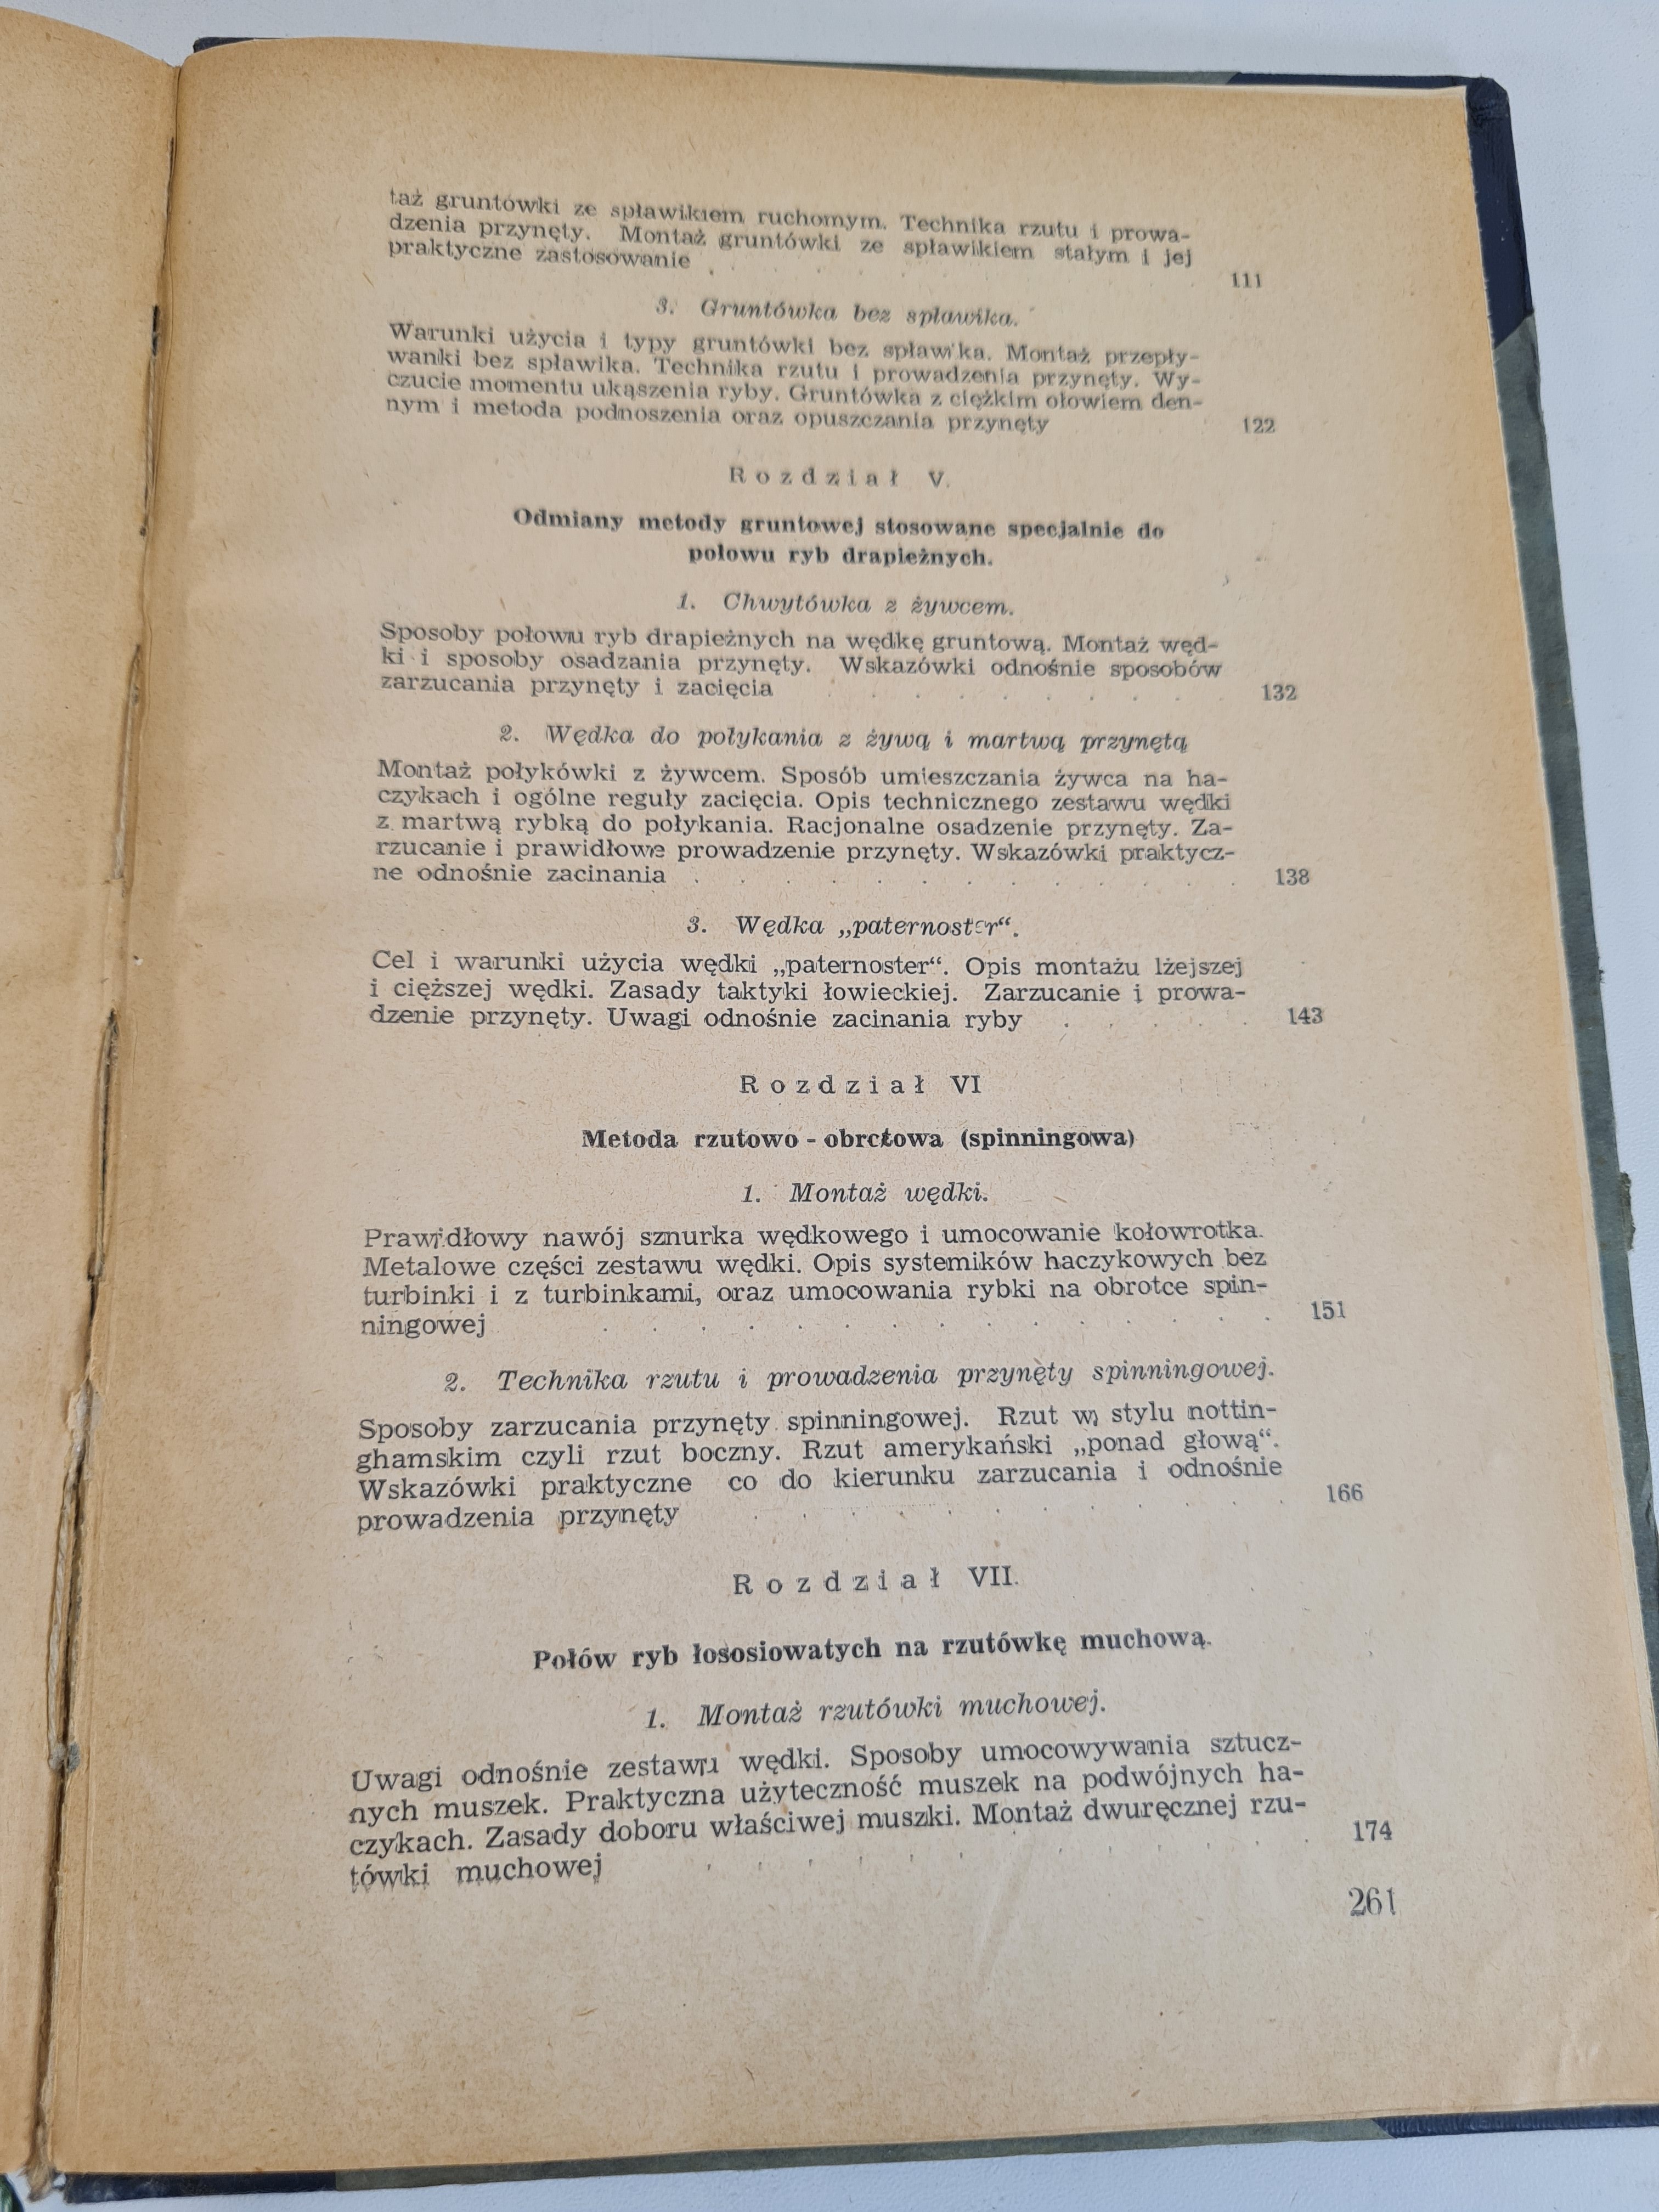 taż gruntówki ze spławikiem ruchomym. Technika rzutu i prowa-
dzenia przynęty. Montaż gruntówki ze spławikiem stałym i jej
praktyczne zastosowanie . . . . . . 111
3. Gruntówka bez spławika.
Warunki użycia i typy gruntówki bez spławika. Montaż przepły-
wanki bez spławika. Technika rzutu i prowadzenia przynęty. Wy-
czucie momentu ukąszenia ryby. Gruntówka z ciężkim ołowiem den-
nym i metoda podnoszenia oraz opuszczania przynęty 122
Rozdział V.
Odmiany metody gruntowej stosowane specjalnie do
połowu ryb drapieżnych.
1. Chwytówka z żywcem.
Sposoby połowu ryb drapieżnych na wędkę gruntową. Montaż węd-
ki i sposoby osadzania przynęty. Wskazówki odnośnie sposobów
zarzucania przynęty i zacięcia . . . . . . . . 132
2. Wędka do połykania z żywą i martwą przynętą
Montaż połykówki z żywcem. Sposób umieszczania żywca na ha-
czykach i ogólne reguły zacięcia. Opis technicznego zestawu wędki
z martwą rybką do połykania. Racjonalne osadzenie przynęty. Za-
rzucanie i prawidłowe prowadzenie przynęty. Wskazówki praktycz-
ne odnośnie zacinania . . . . . . . . . . . . 138
3. Wędka „paternoster“.
Cel i warunki użycia wędki „paternoster“. Opis montażu lżejszej
i cięższej wędki. Zasady taktyki łowieckiej. Zarzucanie i prowa-
dzenie przynęty. Uwagi odnośnie zacinania ryby . . . . . 143
Rozdział VI
Metoda rzutowo - obrotowa (spinningowa)
1. Montaż wędki.
Prawidłowy nawój sznurka wędkowego i umocowanie kołowrotka.
Metalowe części zestawu wędki. Opis systemików haczykowych bez
turbinki i z turbinkami, oraz umocowania rybki na obrotce spin-
ningowej . . . . . . . . . . . . . . 151
2. Technika rzutu i prowadzenia przynęty spinningowej.
Sposoby zarzucania przynęty spinningowej. Rzut w stylu nottin-
ghamskim czyli rzut boczny. Rzut amerykański „ponad głową“.
Wskazówki praktyczne co do kierunku zarzucania i odnośnie
prowadzenia przynęty . . . . . . . . . . . . 166
Rozdział VII.
Połów ryb łososiowatych na rzutówkę muchową.
1. Montaż rzutówki muchowej.
Uwagi odnośnie zestawu wędki. Sposoby umocowywania sztucz-
nych muszek. Praktyczna użyteczność muszek na podwójnych ha-
czykach. Zasady doboru właściwej muszki. Montaż dwuręcznej rzu-
tówki muchowej . . . . . . . . . . . . 174
261